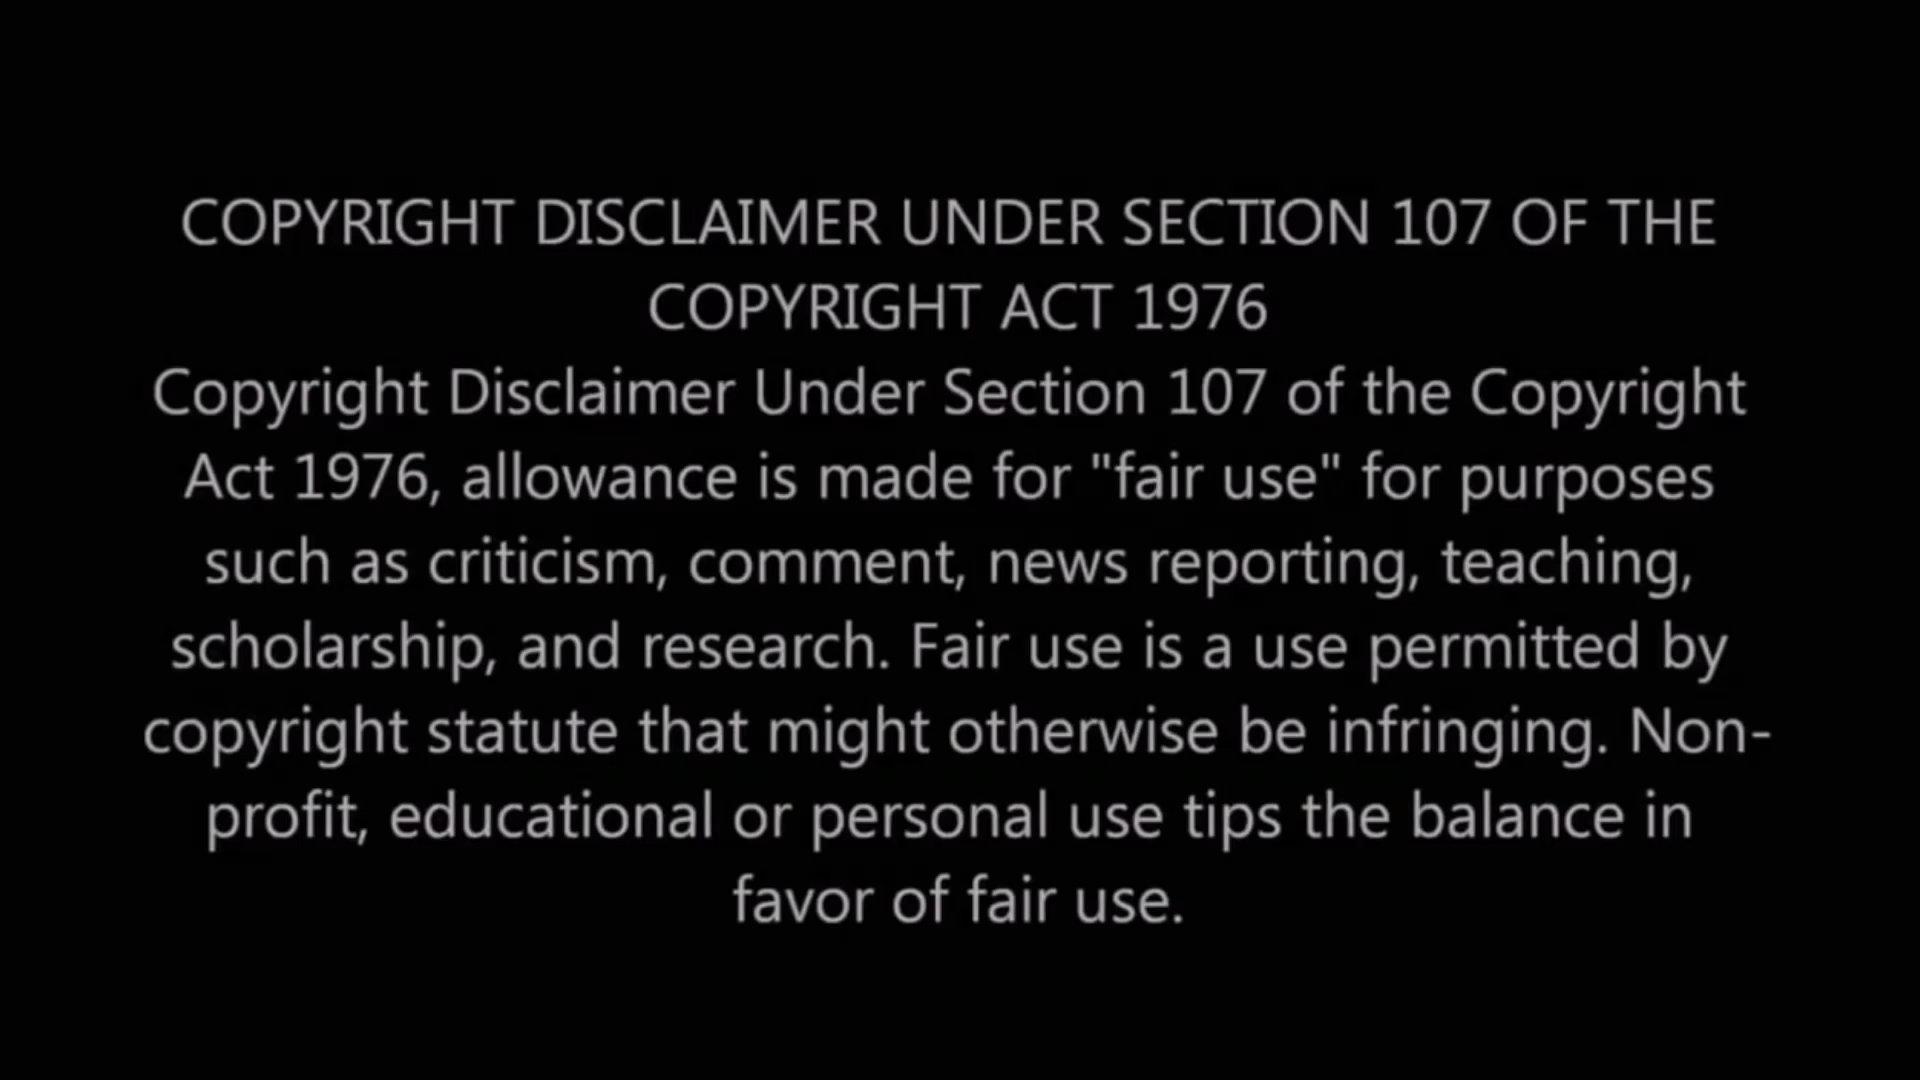 COPYRIGHT DISCLAIMER UNDER SECTION 107 OF THE
COPYRIGHT ACT 1976
Copyright Disclaimer Under Section 107 of the Copyright
Act 1976, allowance is made for "fair use" for purposes
such as criticism, comment, news reporting, teaching,
scholarship, and research. Fair use is a use permitted by
copyright statute that might otherwise be infringing. Non-
profit, educational or personal use tips the balance in
favor of fair use.